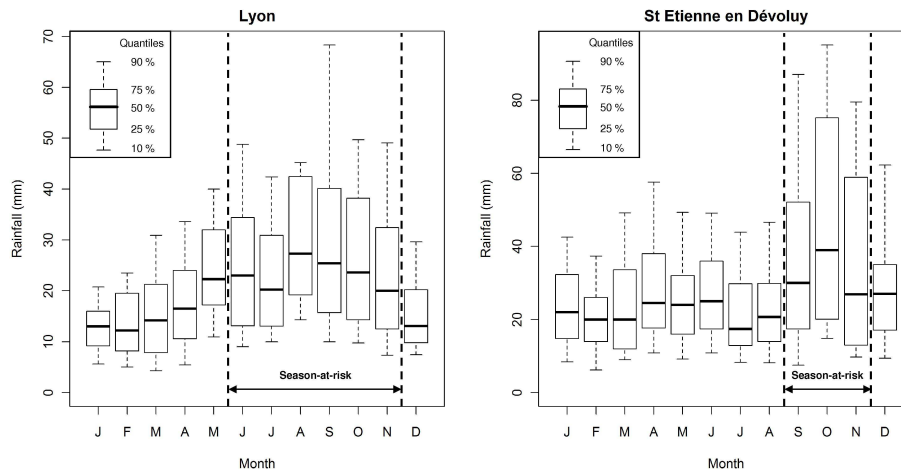 Lyon
Quantiles
90 %
75 %
50 %
25 %
10 %
70
60
50
40
30
20
10
0
Rainfall (mm)
Season-at-risk
J F M A M J J A S O N D
Month
St Etienne en Dévoluy
Quantiles
90 %
75 %
50 %
25 %
10 %
80
60
40
20
0
Rainfall (mm)
Season-at-risk
J F M A M J J A S O N D
Month